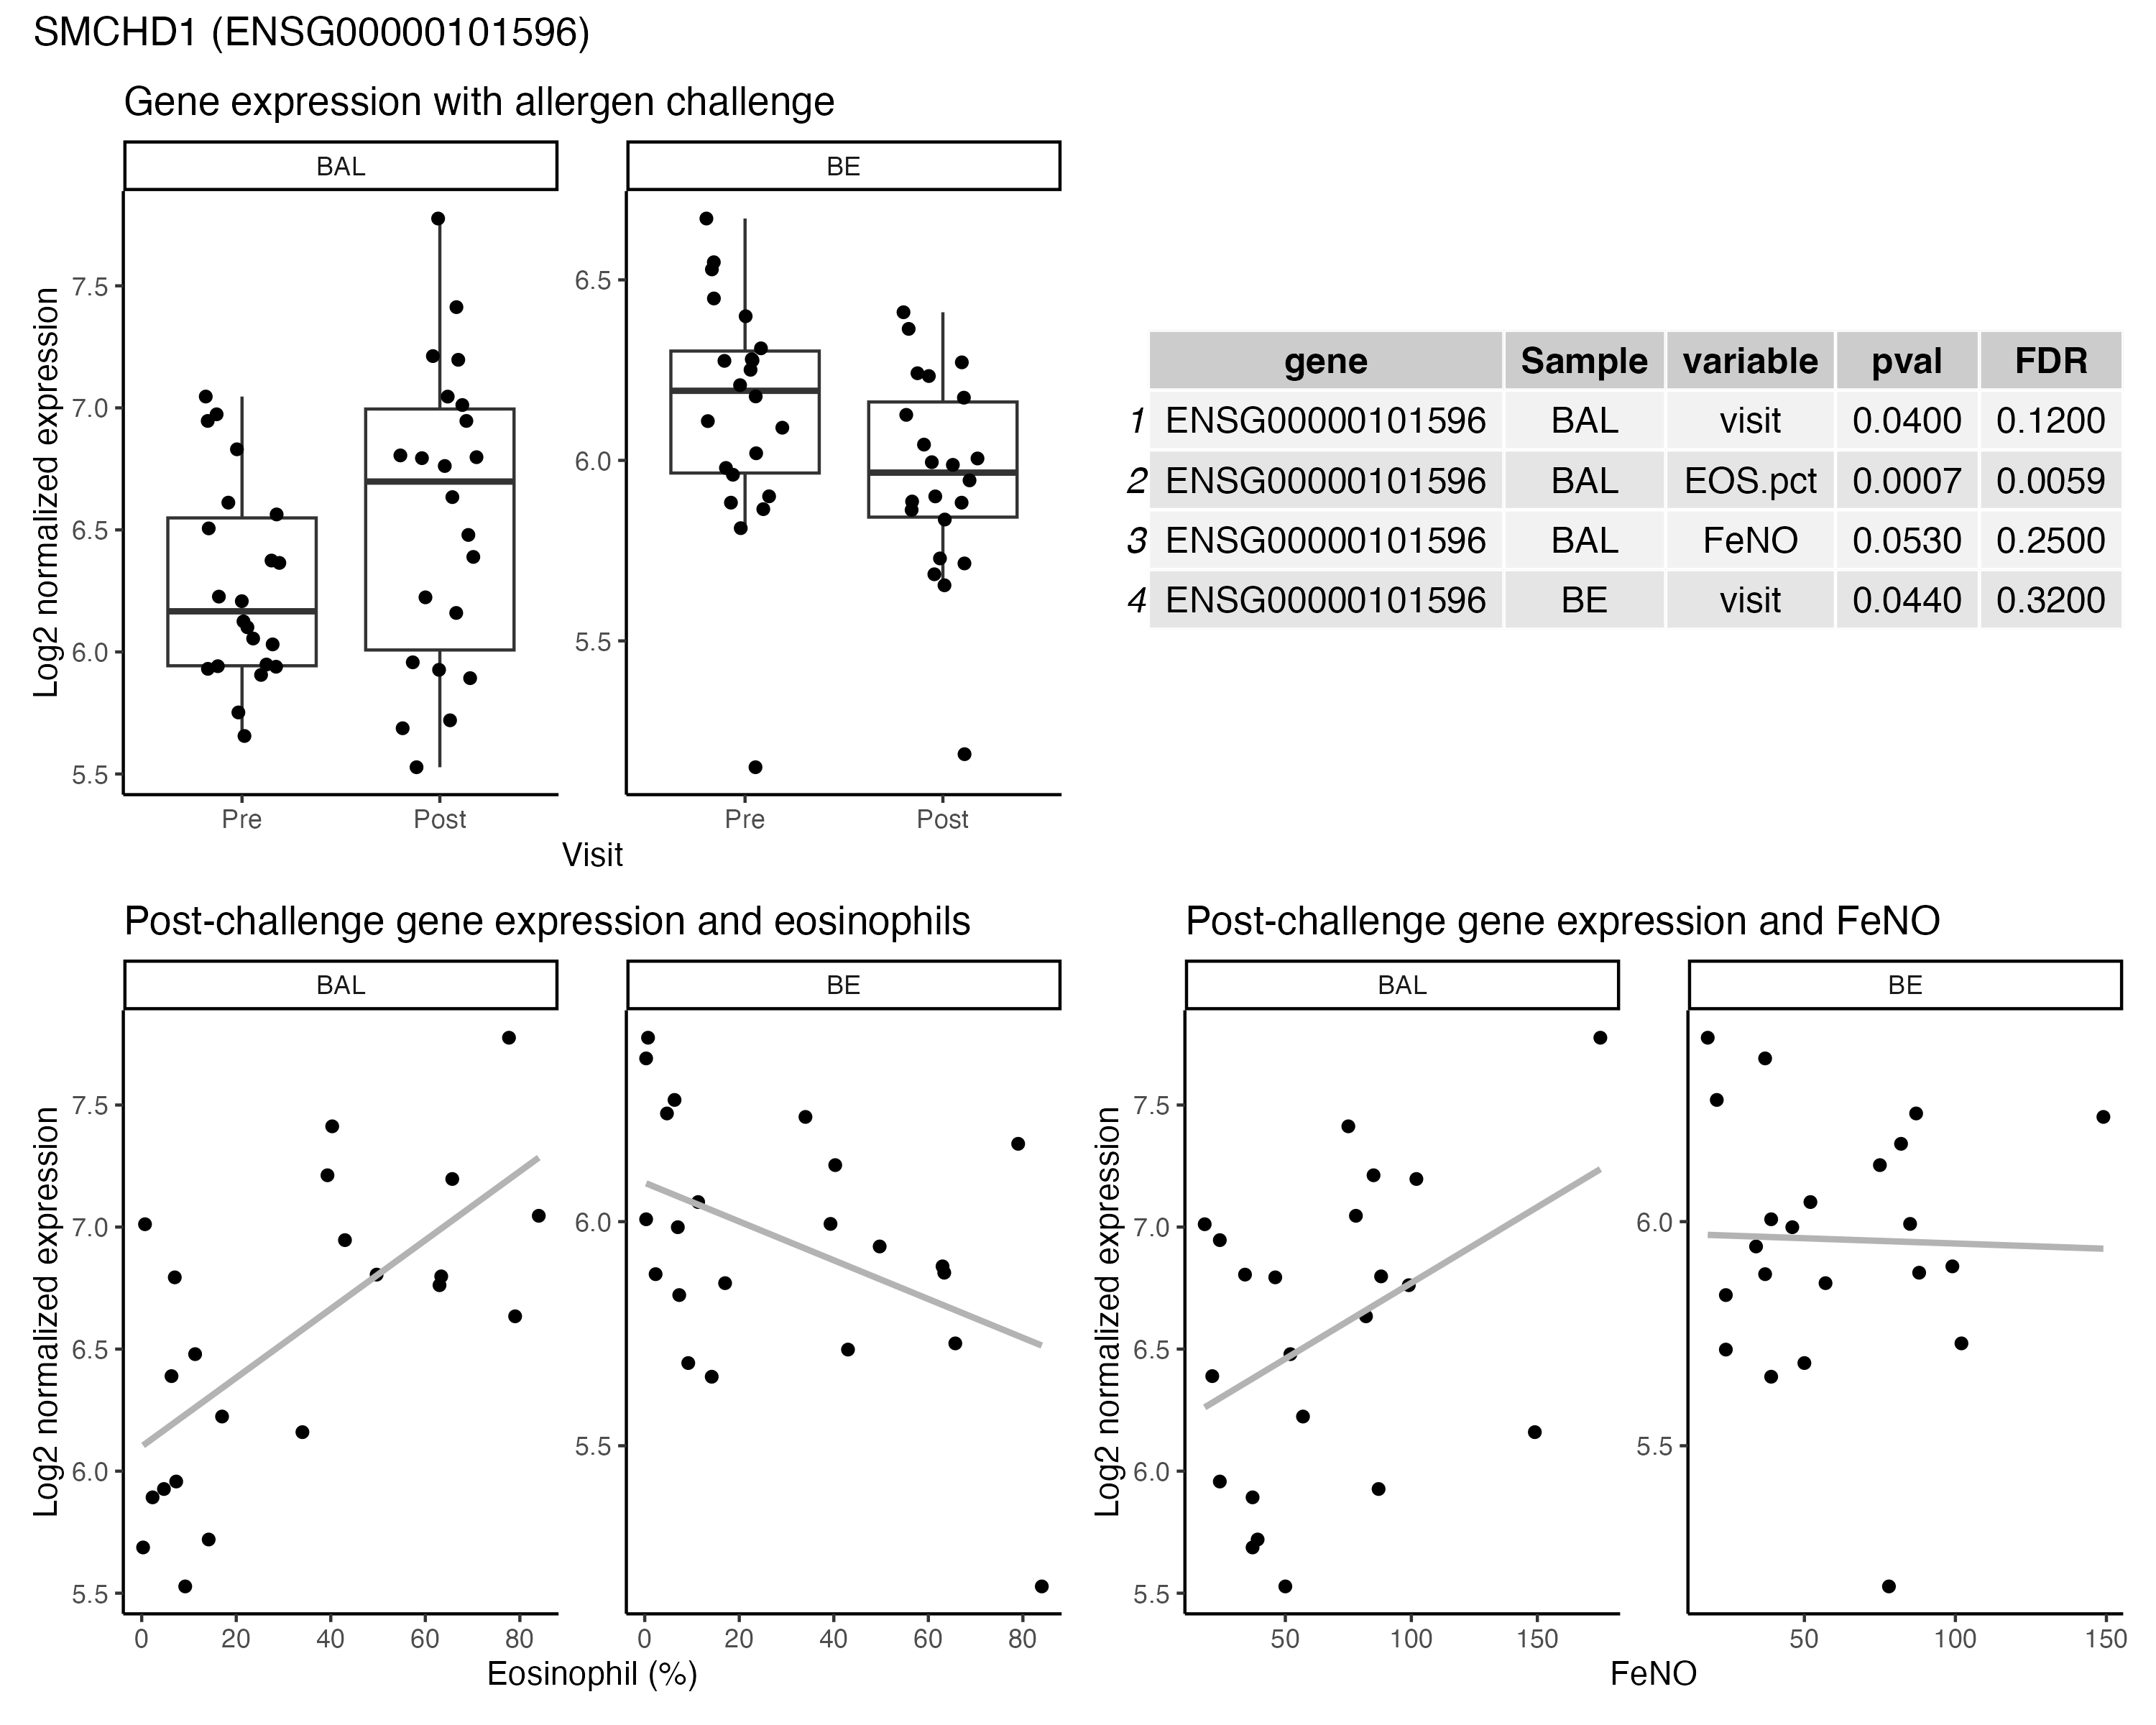 SMCHD1 (ENSG00000101596)
Gene expression with allergen challenge
BAL
BE
Log2 normalized expression
7.5
7.0
6.5
6.0
5.5
6.5
6.0
5.5
Pre
Post
Pre
Post
Visit
gene Sample variable pval FDR
1 ENSG00000101596 BAL visit 0.0400 0.1200
2 ENSG00000101596 BAL EOS.pct 0.0007 0.0059
3 ENSG00000101596 BAL FeNO 0.0530 0.2500
4 ENSG00000101596 BE visit 0.0440 0.3200
Post-challenge gene expression and eosinophils
BAL
BE
Log2 normalized expression
7.5
7.0
6.5
6.0
5.5
6.0
5.5
0 20 40 60 80
0 20 40 60 80
Eosinophil (%)
Post-challenge gene expression and FeNO
BAL
BE
Log2 normalized expression
7.5
7.0
6.5
6.0
5.5
6.0
5.5
50 100 150
50 100 150
FeNO